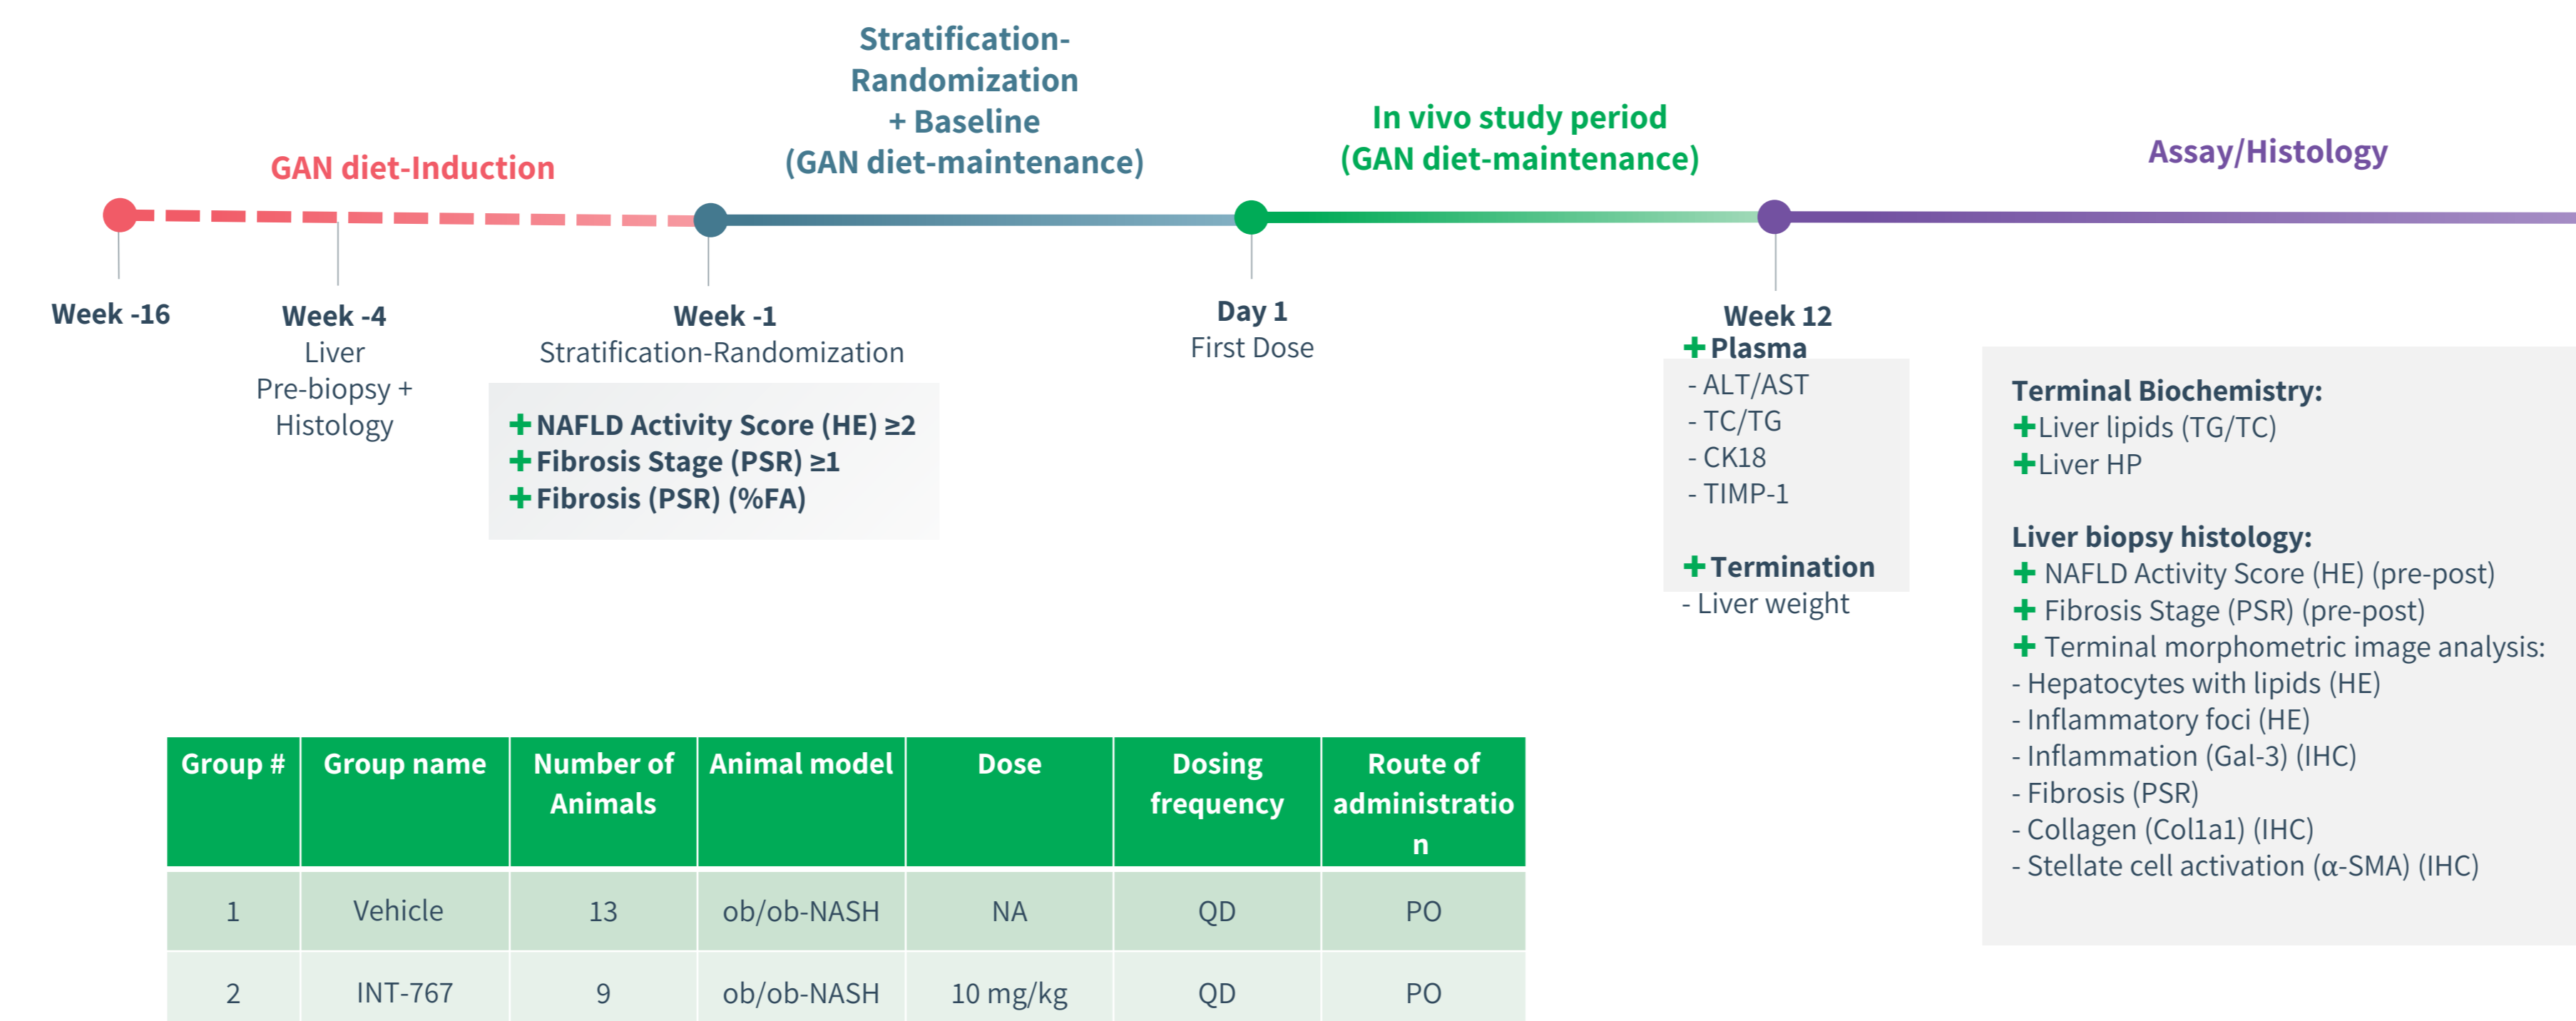 Stratification-
Randomization
+ Baseline
(GAN diet-maintenance)
In vivo study period
(GAN diet-maintenance)
Assay/Histology
GAN diet-Induction
Week -16
Week -4
Liver
Pre-biopsy +
Histology
Week -1
Stratification-Randomization
+NAFLD Activity Score (HE) ≥2
+Fibrosis Stage (PSR) ≥1
+Fibrosis (PSR) (%FA)
Day 1
First Dose
Week 12
+Plasma
- ALT/AST
- TC/TG
- CK18
- TIMP-1
+Termination
- Liver weight
Terminal Biochemistry:
+Liver lipids (TG/TC)
+Liver HP
Liver biopsy histology:
+ NAFLD Activity Score (HE) (pre-post)
+ Fibrosis Stage (PSR) (pre-post)
+ Terminal morphometric image analysis:
- Hepatocytes with lipids (HE)
- Inflammatory foci (HE)
- Inflammation (Gal-3) (IHC)
- Fibrosis (PSR)
- Collagen (Col1a1) (IHC)
- Stellate cell activation (α-SMA) (IHC)
Group # Group name Number of Animal model Dose Dosing Route of
Animals frequency administratio
n
1 Vehicle 13 ob/ob-NASH NA QD PO
2 INT-767 9 ob/ob-NASH 10 mg/kg QD PO